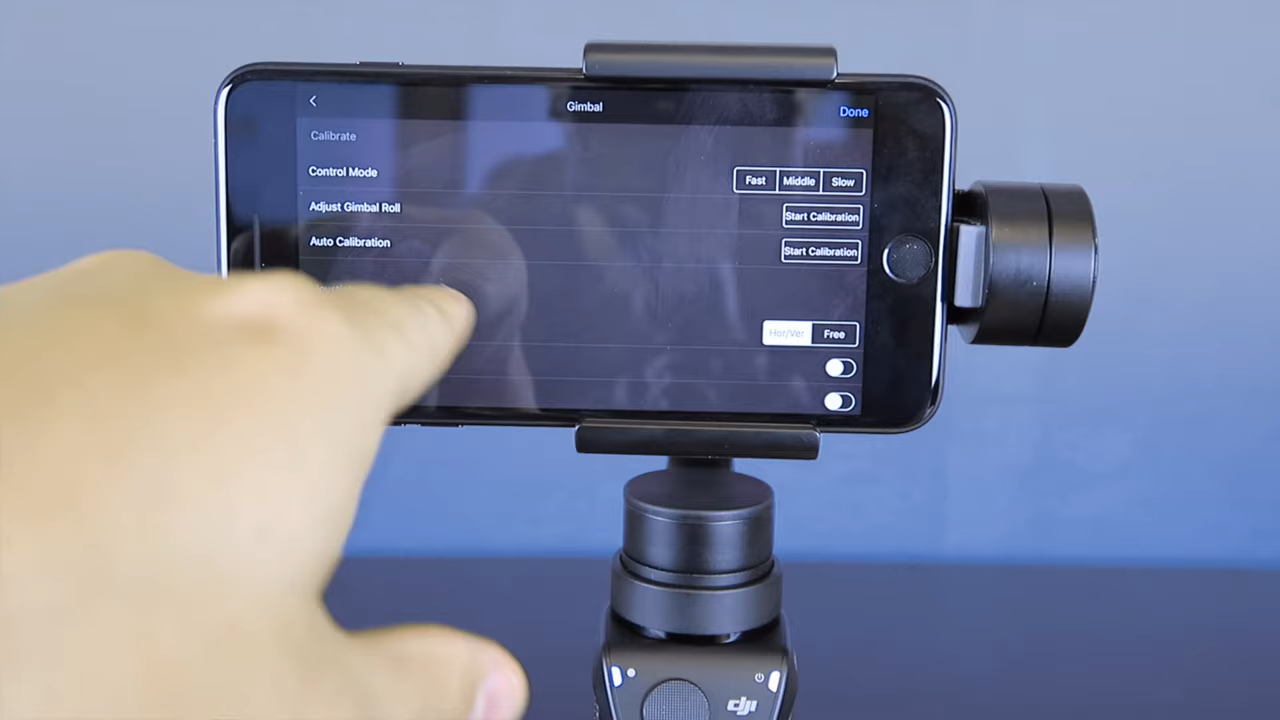 Gimbal
Done
Calibrate
Control Mode
Fast Middle Slow
Adjust Gimbal Roll
Start Calibration
Auto Calibration
Start Calibration
Hor/Ver Free
dji